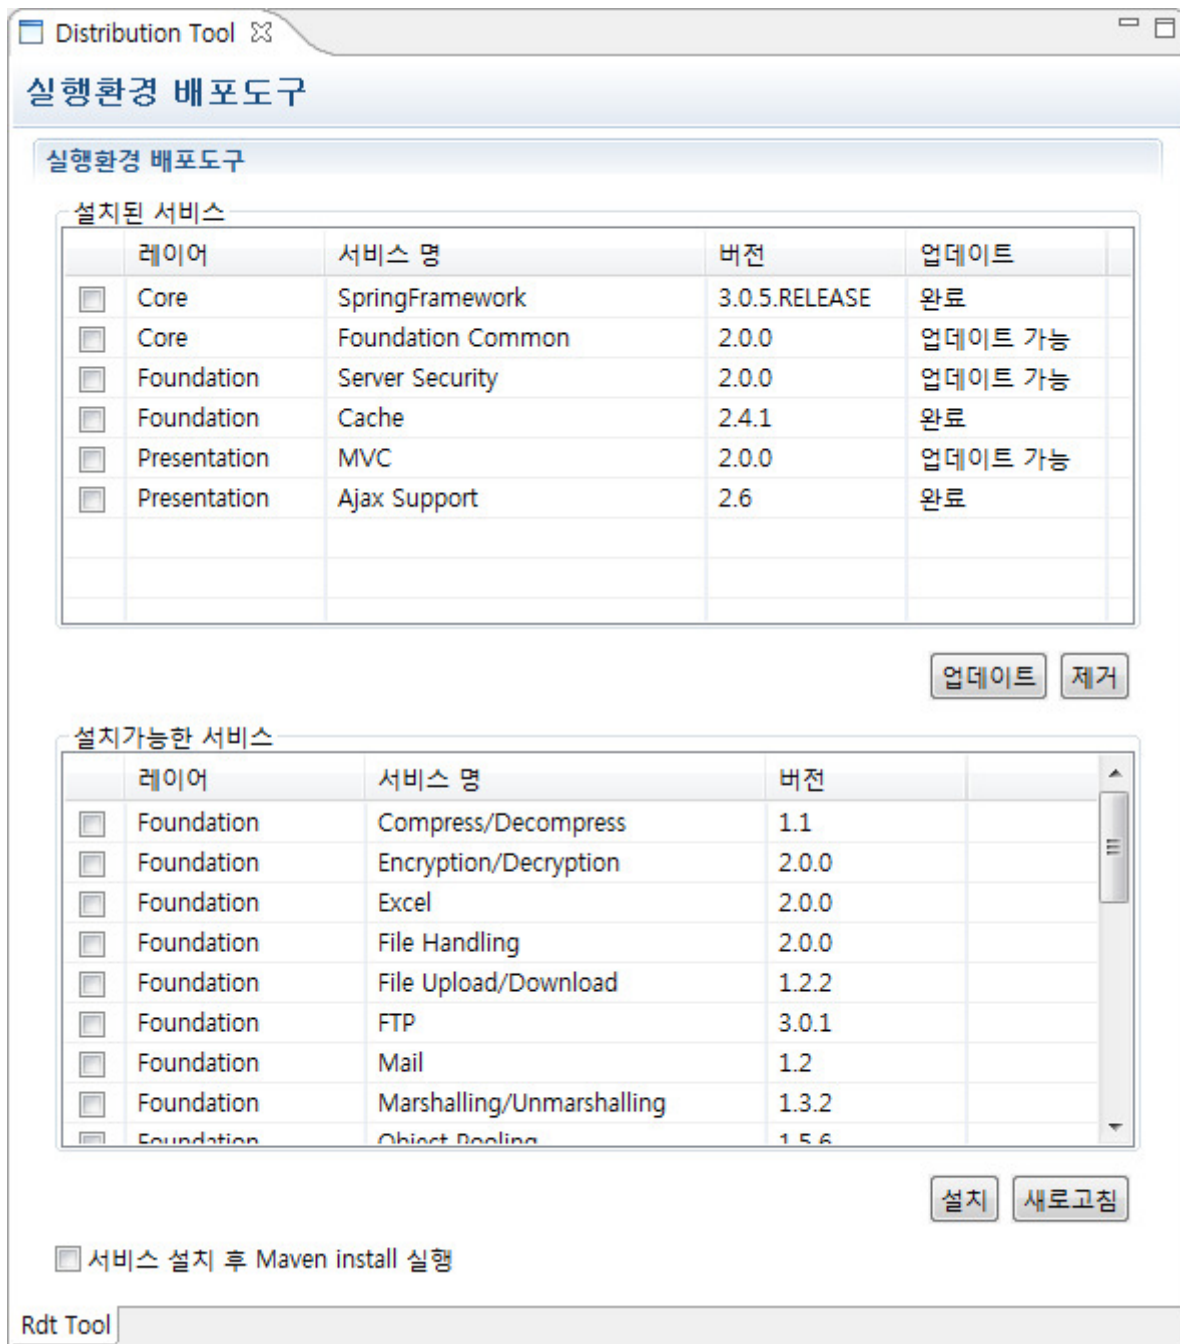 Distribution Tool
실행환경 배포도구
실행환경 배포도구
설치된 서비스
레이어 서비스 명 버전 업데이트
Core SpringFramework 3.0.5.RELEASE 완료
Core Foundation Common 2.0.0 업데이트 가능
Foundation Server Security 2.0.0 업데이트 가능
Foundation Cache 2.4.1 완료
Presentation MVC 2.0.0 업데이트 가능
Presentation Ajax Support 2.6 완료
업데이트 제거
설치가능한 서비스
레이어 서비스 명 버전
Foundation Compress/Decompress 1.1
Foundation Encryption/Decryption 2.0.0
Foundation Excel 2.0.0
Foundation File Handling 2.0.0
Foundation File Upload/Download 1.2.2
Foundation FTP 3.0.1
Foundation Mail 1.2
Foundation Marshalling/Unmarshalling 1.3.2
Foundation Object Pooling 1.5.6
설치 새로고침
서비스 설치 후 Maven install 실행
Rdt Tool